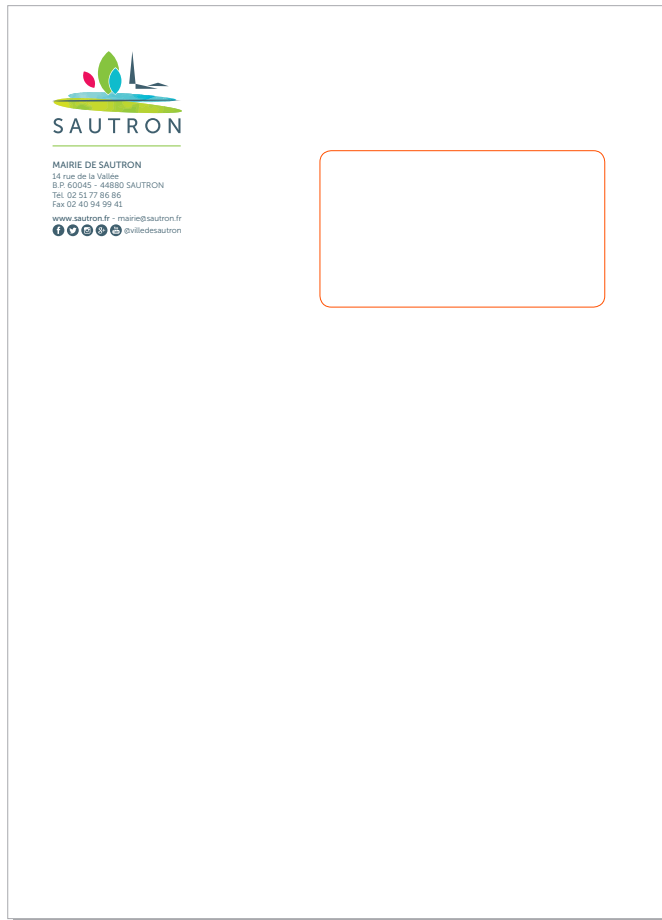 SAUTRON
MAIRIE DE SAUTRON
14 rue de la Vallée
B.P. 60045 - 44880 SAUTRON
Tél. 02 51 77 86 86
Fax 02 40 94 99 41
www.sautron.fr - mairie@sautron.fr
@villedesautron